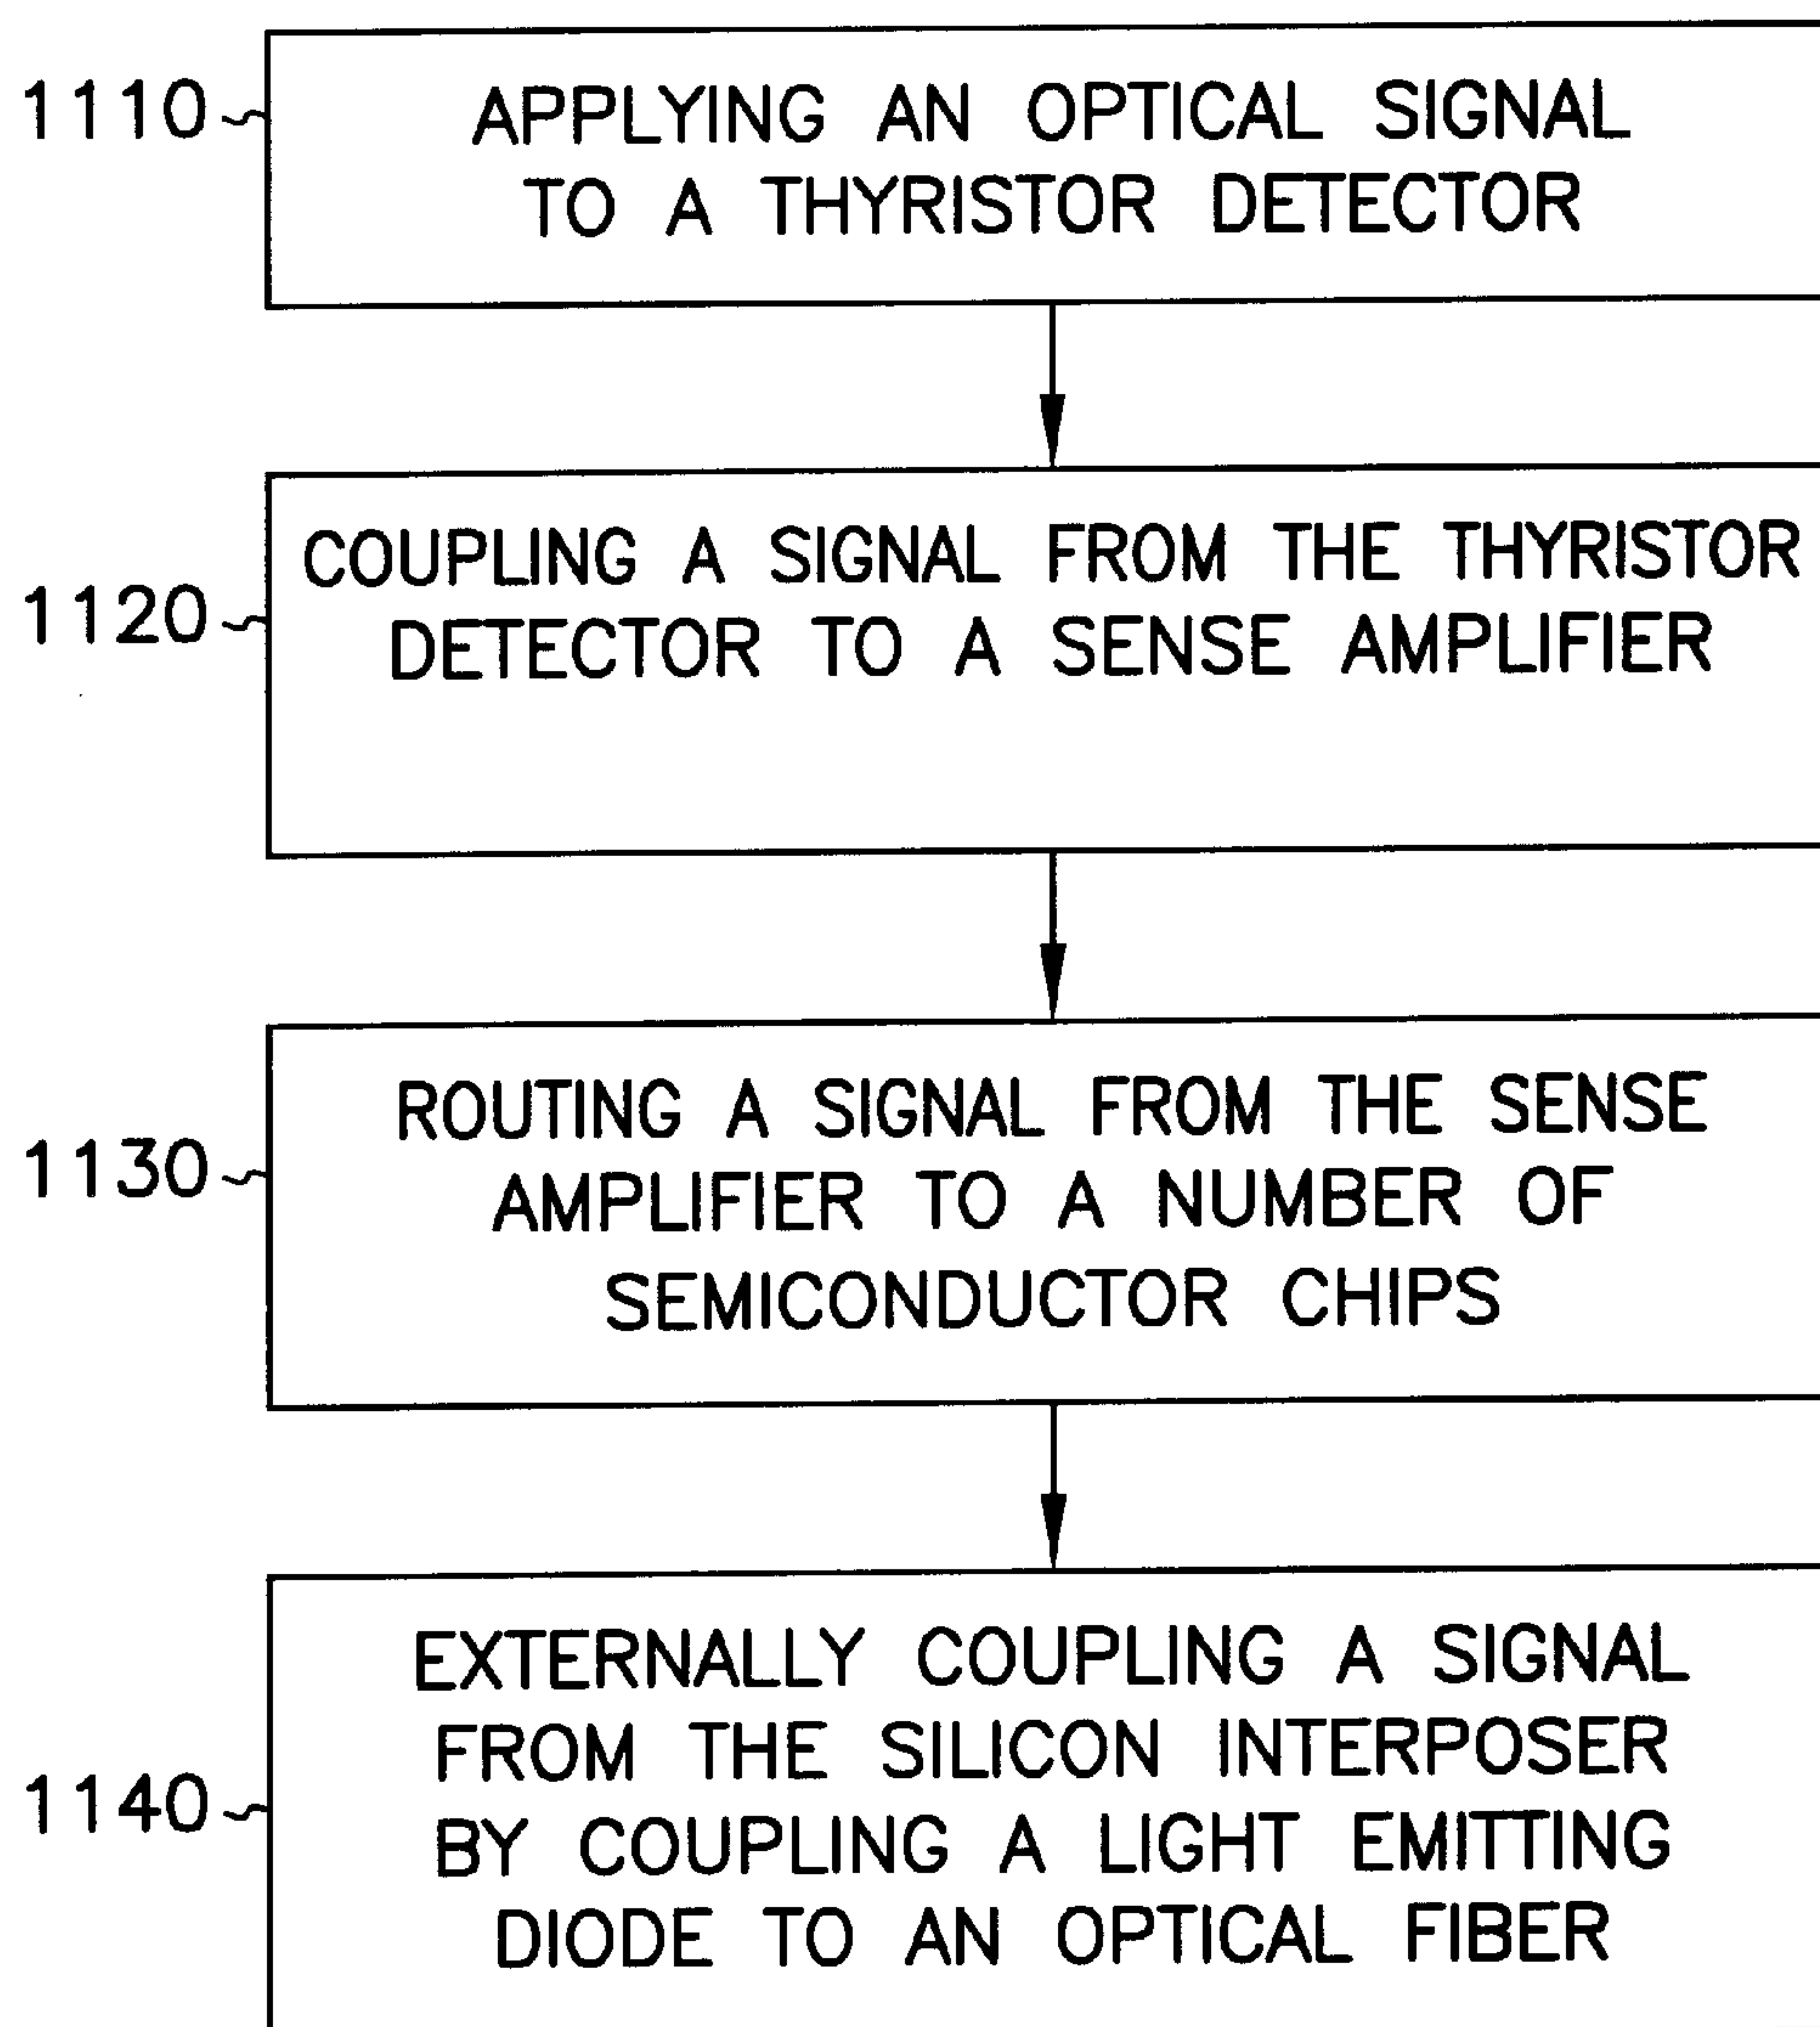 1110
APPLYING AN OPTICAL SIGNAL
TO A THYRISTOR DETECTOR
1120
COUPLING A SIGNAL FROM THE THYRISTOR
DETECTOR TO A SENSE AMPLIFIER
1130
ROUTING A SIGNAL FROM THE SENSE
AMPLIFIER TO A NUMBER OF
SEMICONDUCTOR CHIPS
1140
EXTERNALLY COUPLING A SIGNAL
FROM THE SILICON INTERPOSER
BY COUPLING A LIGHT EMITTING
DIODE TO AN OPTICAL FIBER